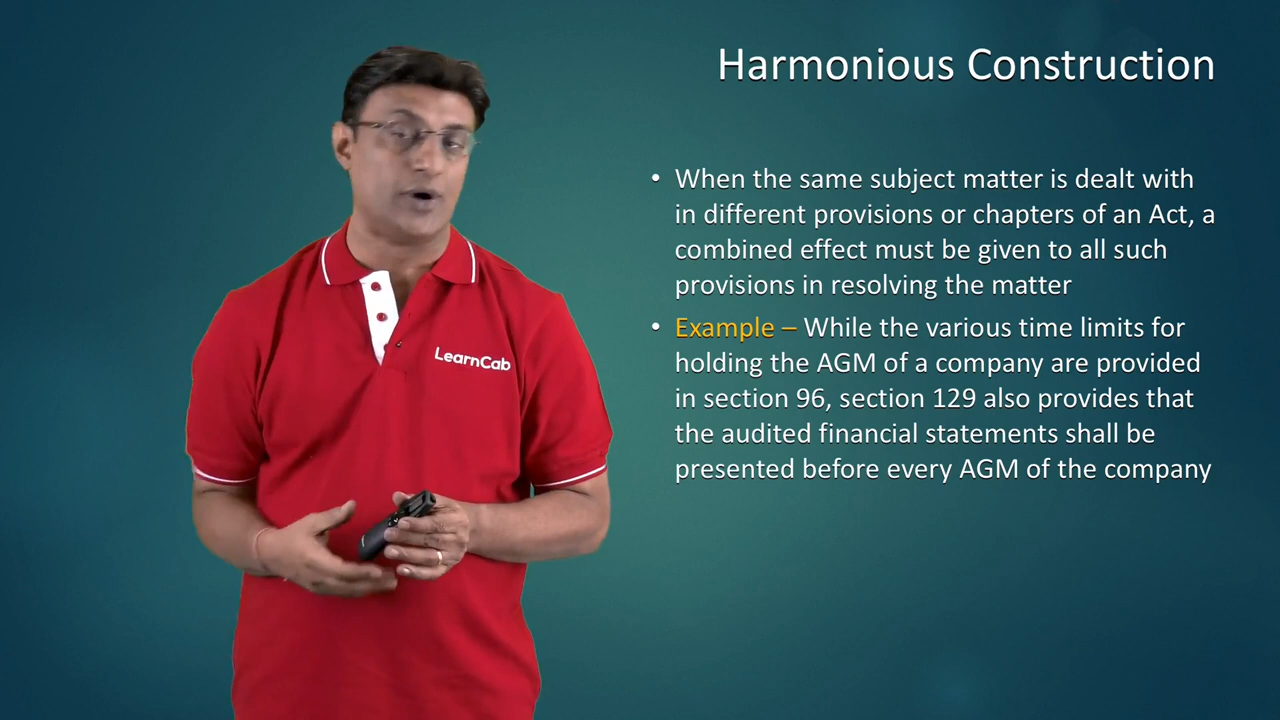 Harmonious Construction
• When the same subject matter is dealt with
in different provisions or chapters of an Act, a
combined effect must be given to all such
provisions in resolving the matter
• Example – While the various time limits for
holding the AGM of a company are provided
in section 96, section 129 also provides that
the audited financial statements shall be
presented before every AGM of the company
LearnCab